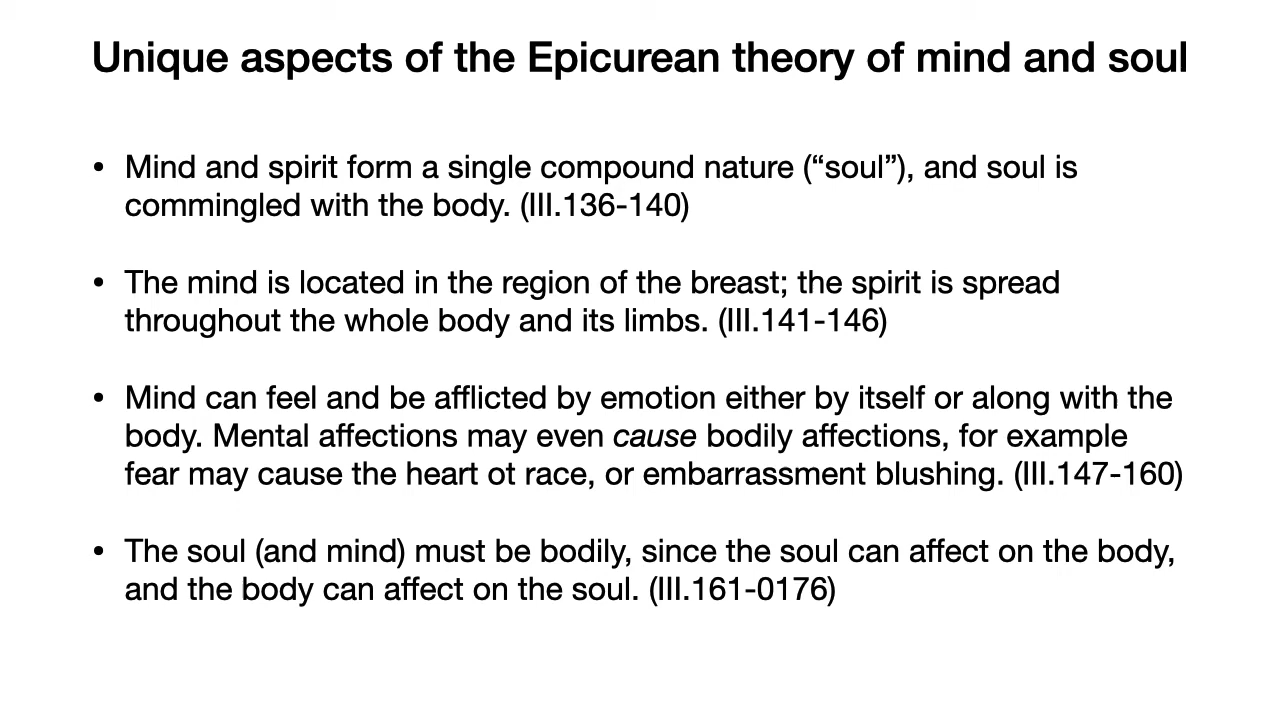 Unique aspects of the Epicurean theory of mind and soul
• Mind and spirit form a single compound nature (“soul”), and soul is
commingled with the body. (III.136-140)
• The mind is located in the region of the breast; the spirit is spread
throughout the whole body and its limbs. (III.141-146)
• Mind can feel and be afflicted by emotion either by itself or along with the
body. Mental affections may even cause bodily affections, for example
fear may cause the heart ot race, or embarrassment blushing. (III.147-160)
• The soul (and mind) must be bodily, since the soul can affect on the body,
and the body can affect on the soul. (III.161-0176)